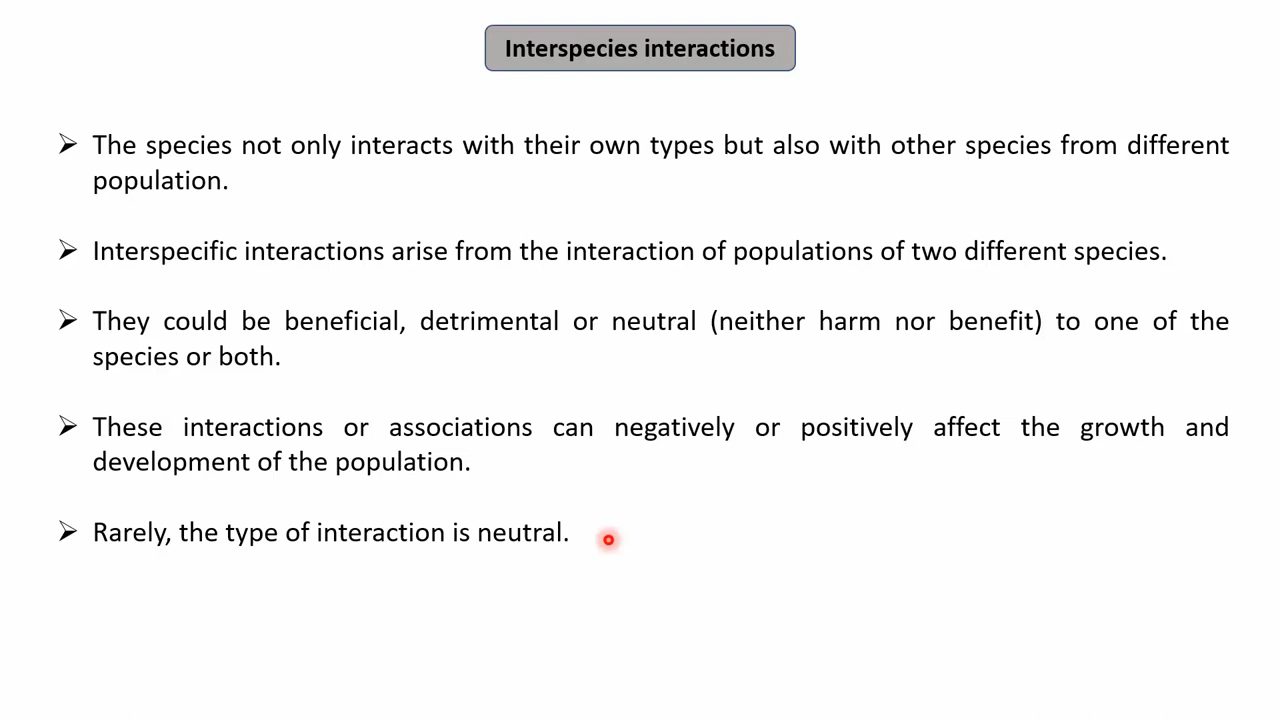 Interspecies interactions
➢ The species not only interacts with their own types but also with other species from different
population.
➢ Interspecific interactions arise from the interaction of populations of two different species.
➢ They could be beneficial, detrimental or neutral (neither harm nor benefit) to one of the
species or both.
➢ These interactions or associations can negatively or positively affect the growth and
development of the population.
➢ Rarely, the type of interaction is neutral.